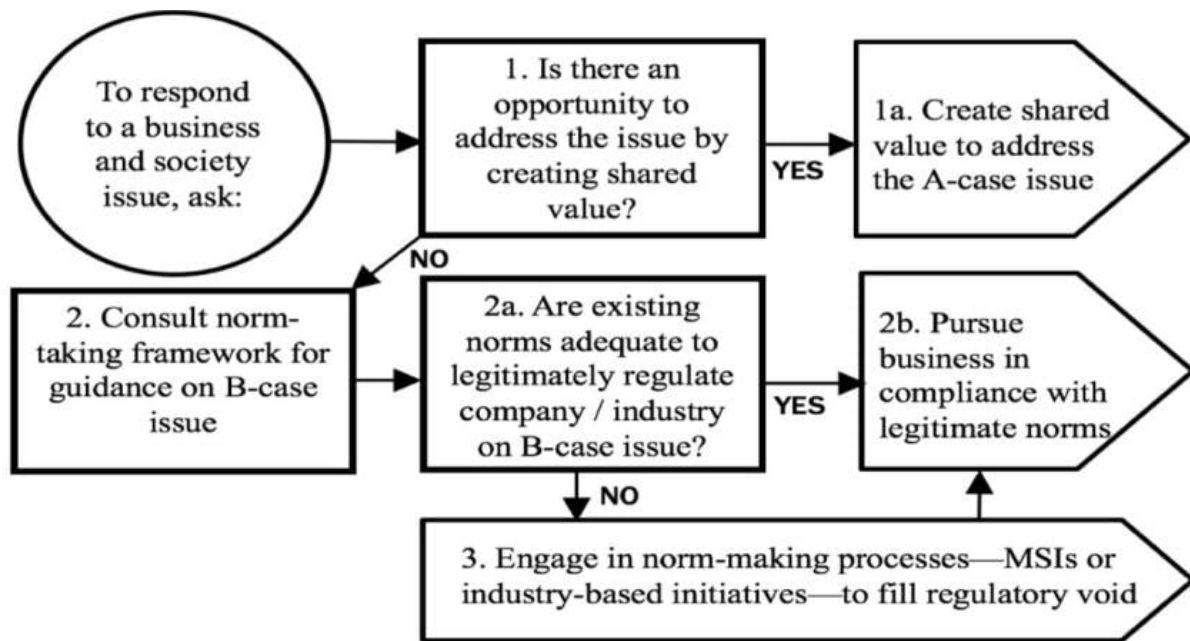 To respond
to a business
and society
issue, ask:
1. Is there an
opportunity to
address the issue by
creating shared
value?
YES
1a. Create shared
value to address
the A-case issue
NO
2. Consult norm-
taking framework for
guidance on B-case
issue
2a. Are existing
norms adequate to
legitimately regulate
company / industry
on B-case issue?
YES
2b. Pursue
business in
compliance with
legitimate norms
NO
3. Engage in norm-making processes—MSIs or
industry-based initiatives—to fill regulatory void